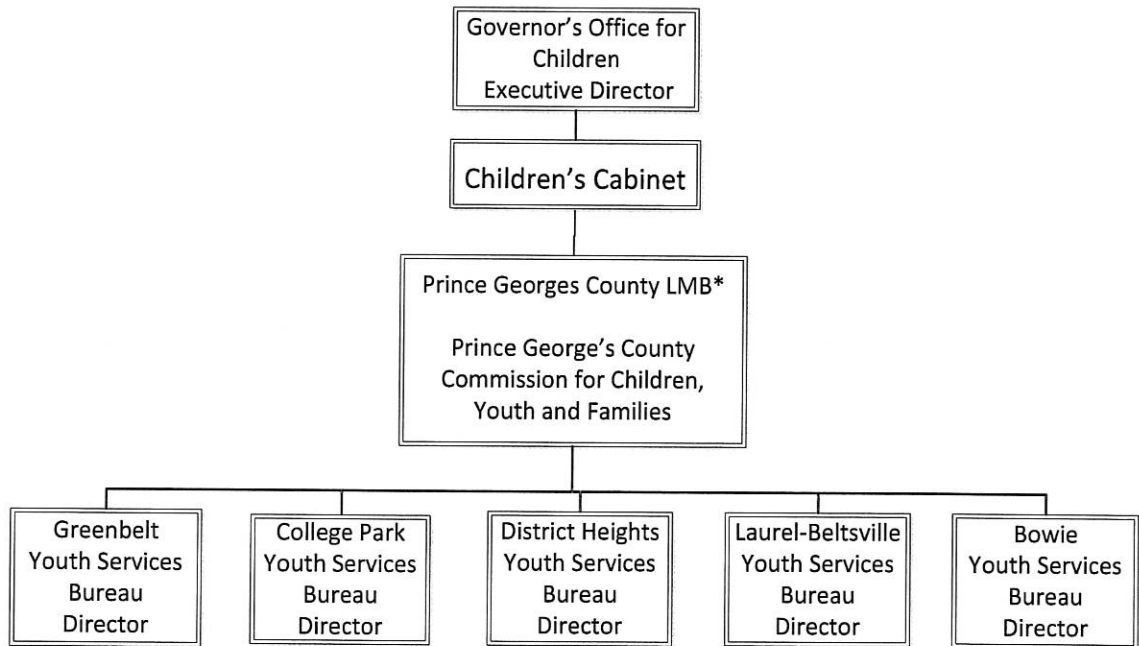 Governor's Office for
Children
Executive Director
Children's Cabinet
Prince Georges County LMB*
Prince George's County
Commission for Children,
Youth and Families
Greenbelt
Youth Services
Bureau
Director
College Park
Youth Services
Bureau
Director
District Heights
Youth Services
Bureau
Director
Laurel-Beltsville
Youth Services
Bureau
Director
Bowie
Youth Services
Bureau
Director